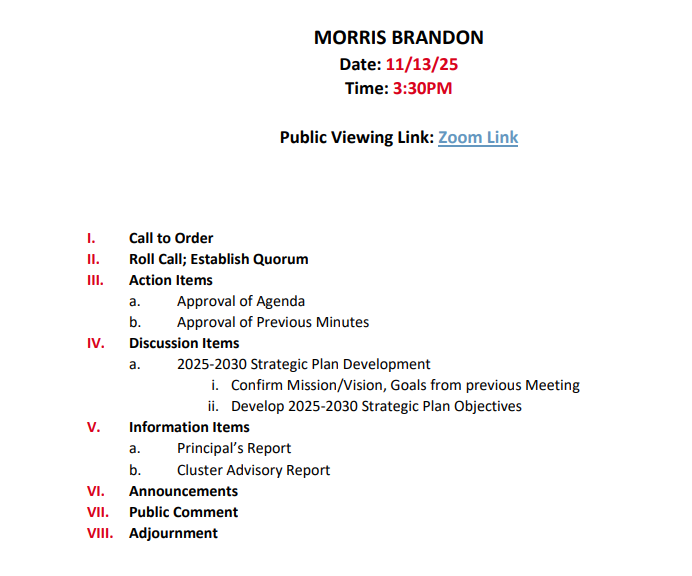 MORRIS BRANDON
Date: 11/13/25
Time: 3:30PM
Public Viewing Link: Zoom Link
I. Call to Order
II. Roll Call; Establish Quorum
III. Action Items
a. Approval of Agenda
b. Approval of Previous Minutes
IV. Discussion Items
a. 2025-2030 Strategic Plan Development
i. Confirm Mission/Vision, Goals from previous Meeting
ii. Develop 2025-2030 Strategic Plan Objectives
V. Information Items
a. Principal’s Report
b. Cluster Advisory Report
VI. Announcements
VII. Public Comment
VIII. Adjournment